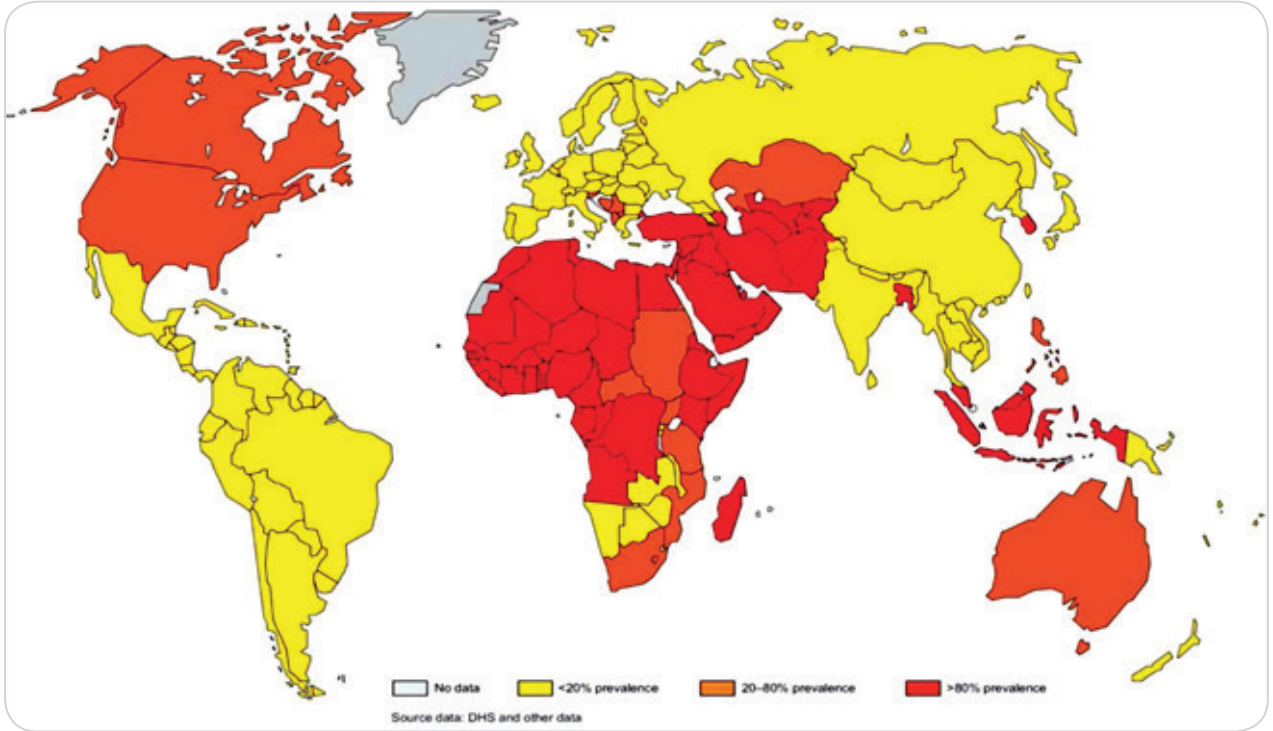 No data <20% prevalence 20–80% prevalence >80% prevalence
Source data: DHS and other data